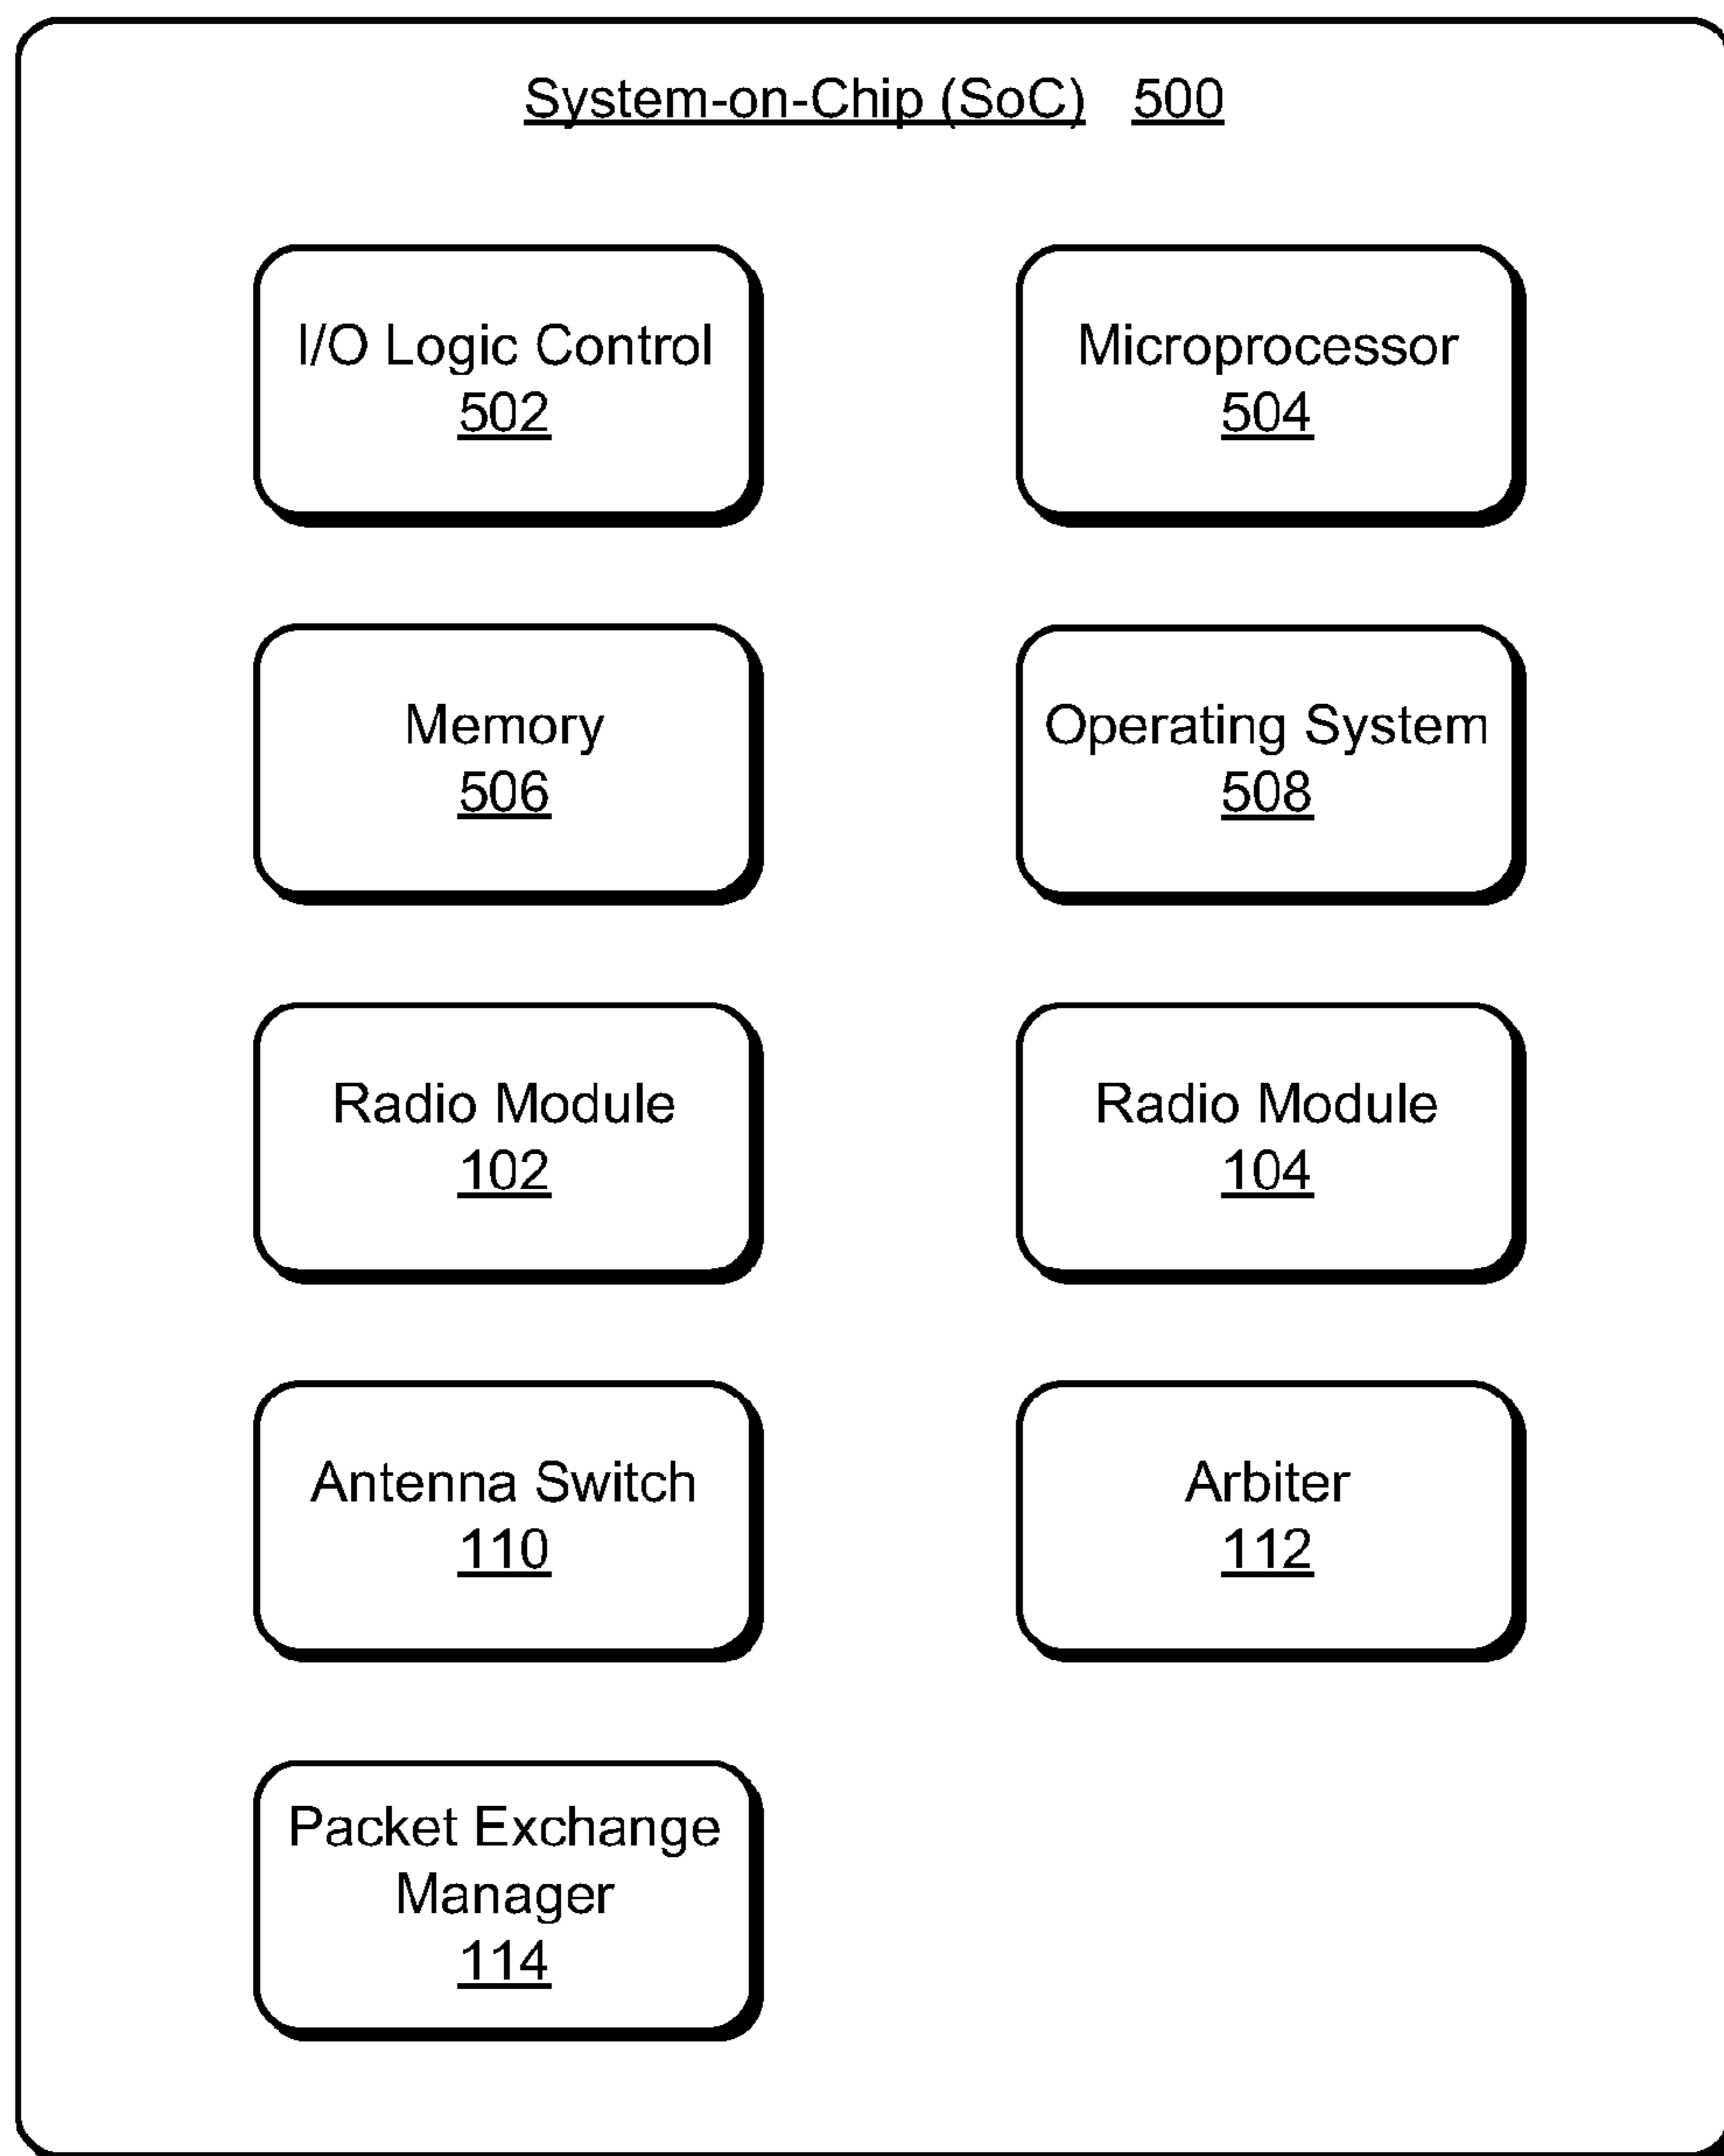 System-on-Chip (SoC) 500
I/O Logic Control
502
Microprocessor
504
Memory
506
Operating System
508
Radio Module
102
Radio Module
104
Antenna Switch
110
Arbiter
112
Packet Exchange
Manager
114